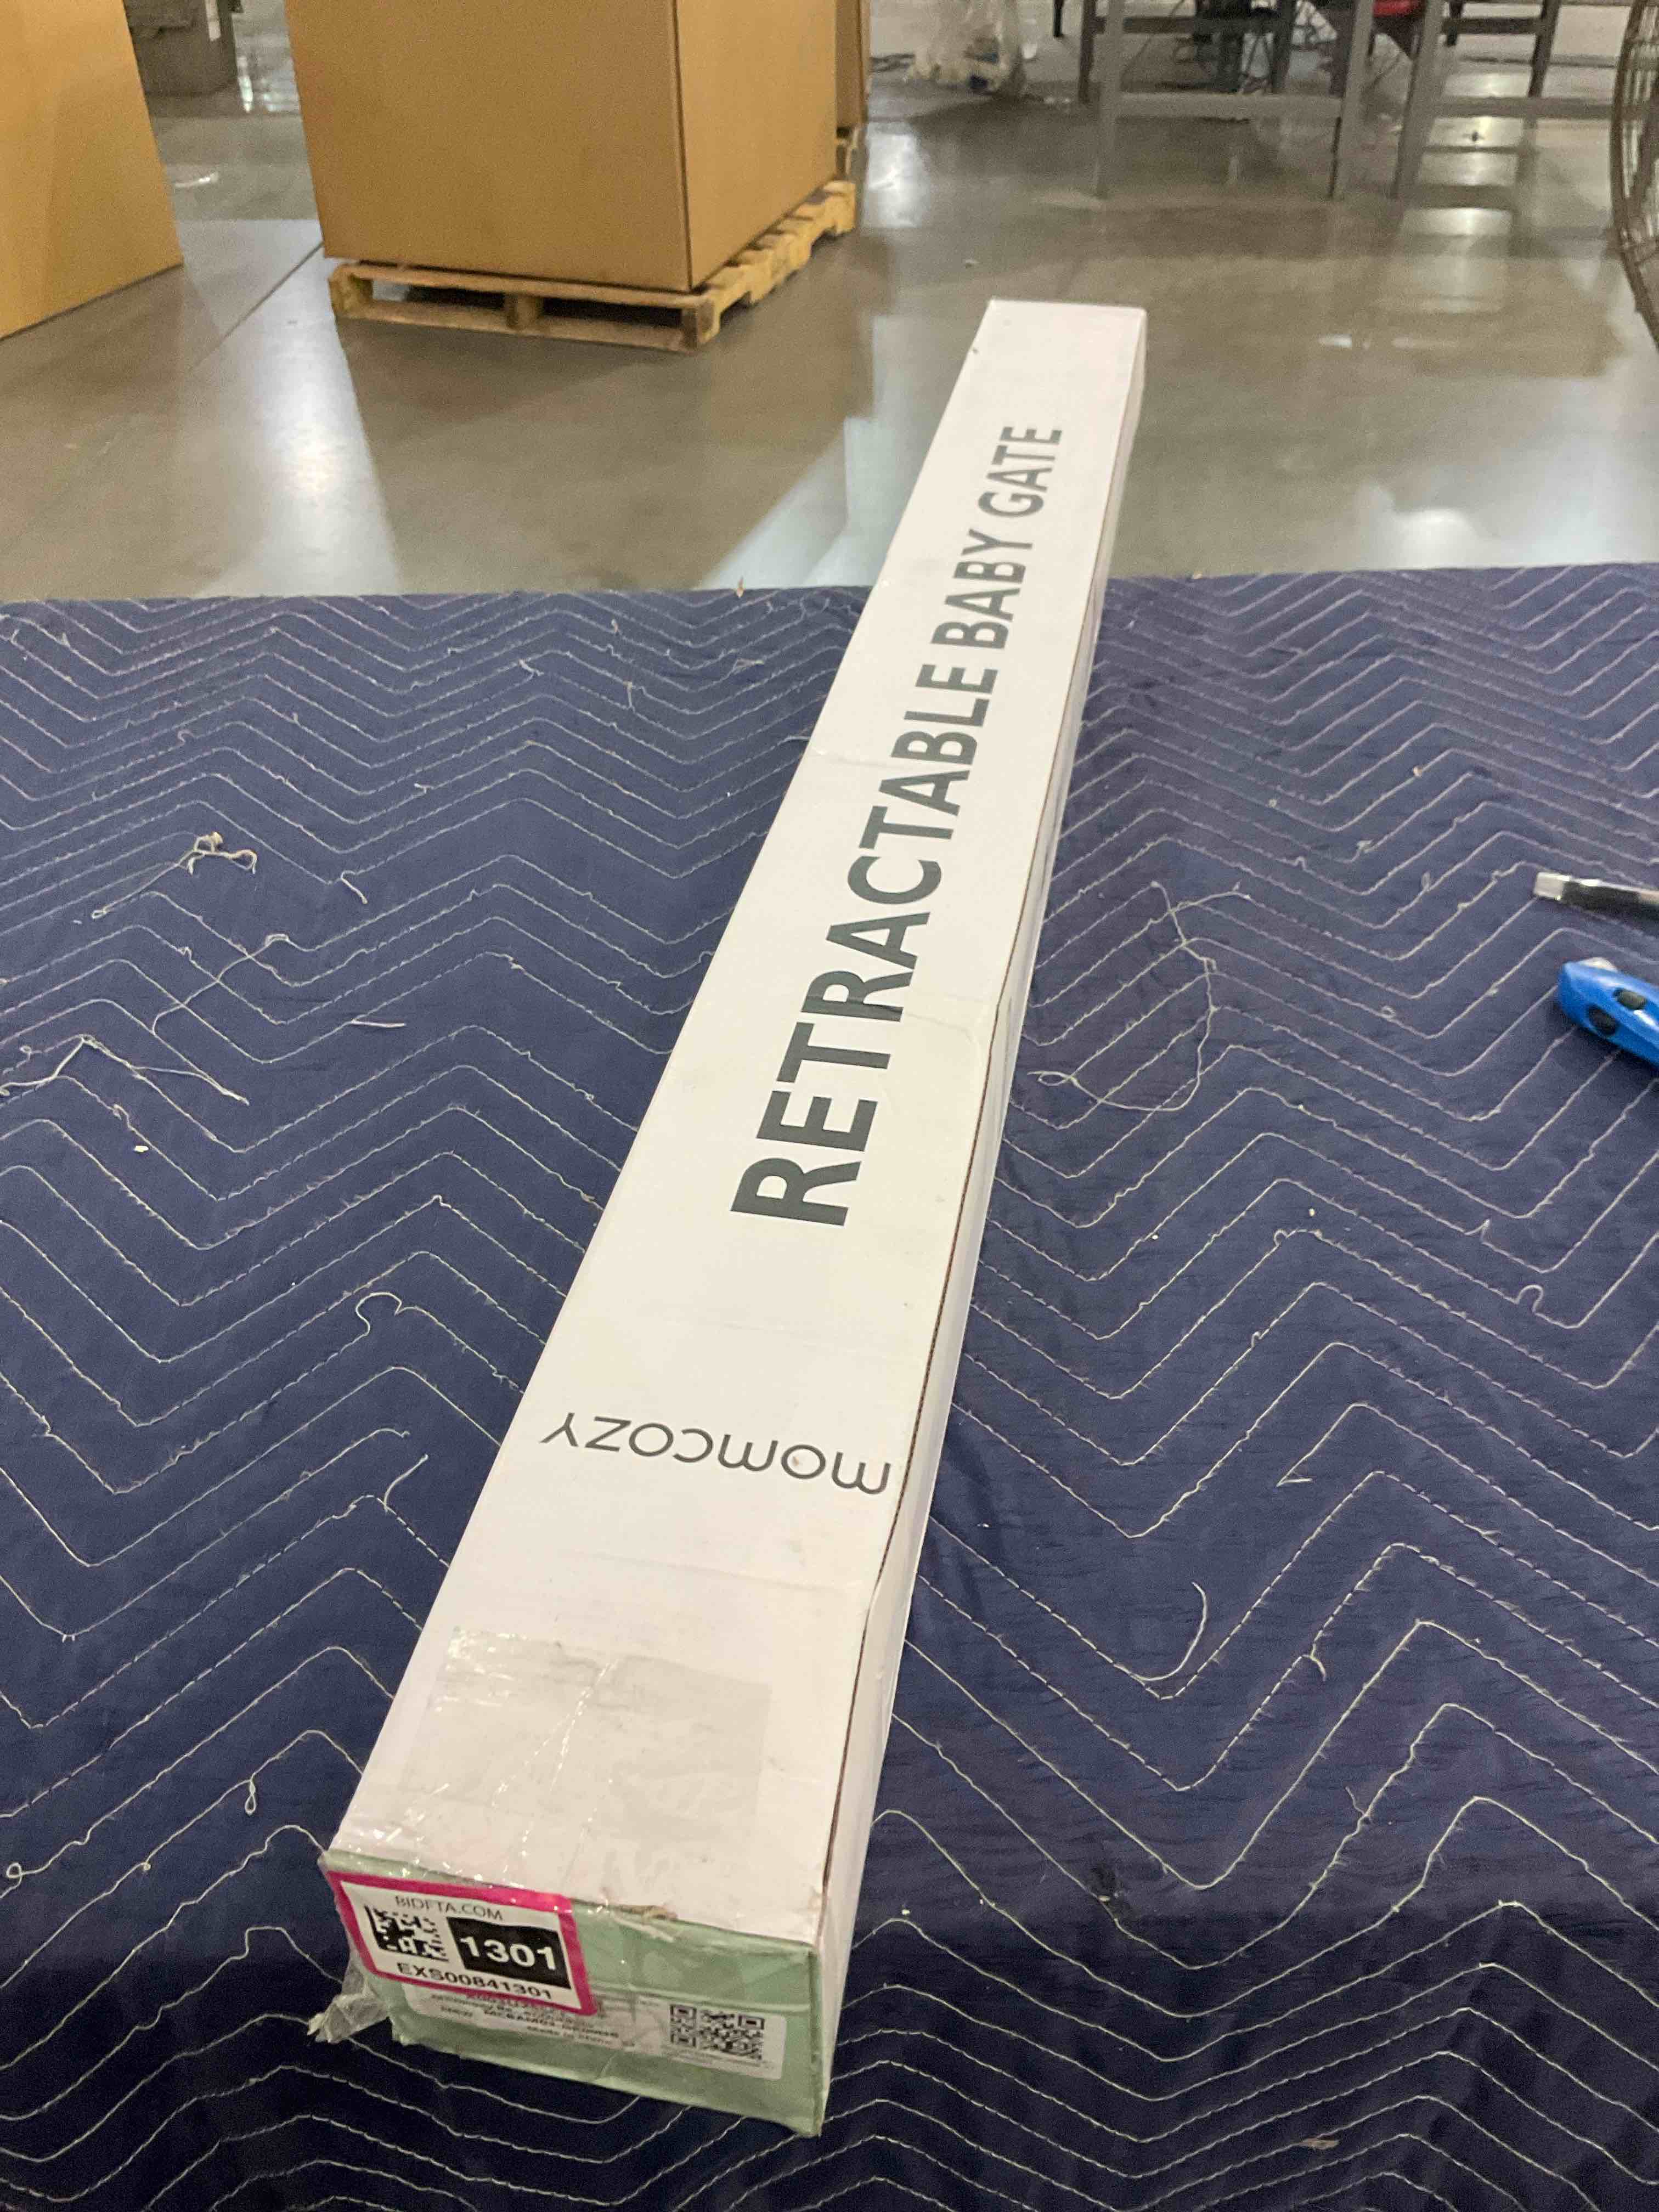 RETRACTABLE BABY GATE
momcozy
BIDFTA.COM
1301
EXS00841301